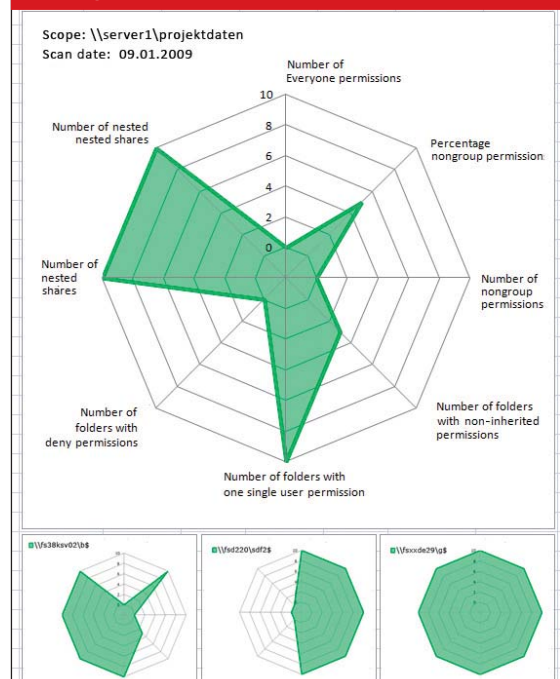 Scope: \\server1\projektdaten
Scan date: 09.01.2009
Number of
Everyone permissions
10
8
6
4
2
0
Number of nested
nested shares
Percentage
nongroup permission
Number of
nested
shares
Number of
nongroup
permissions
Number of
folders with
deny permissions
Number of folders
with non-inherited
permissions
Number of folders with
one single user permission
\\fs38ksv02\b$
\\fsd220\sdf2$
\\fsxxde29\g$